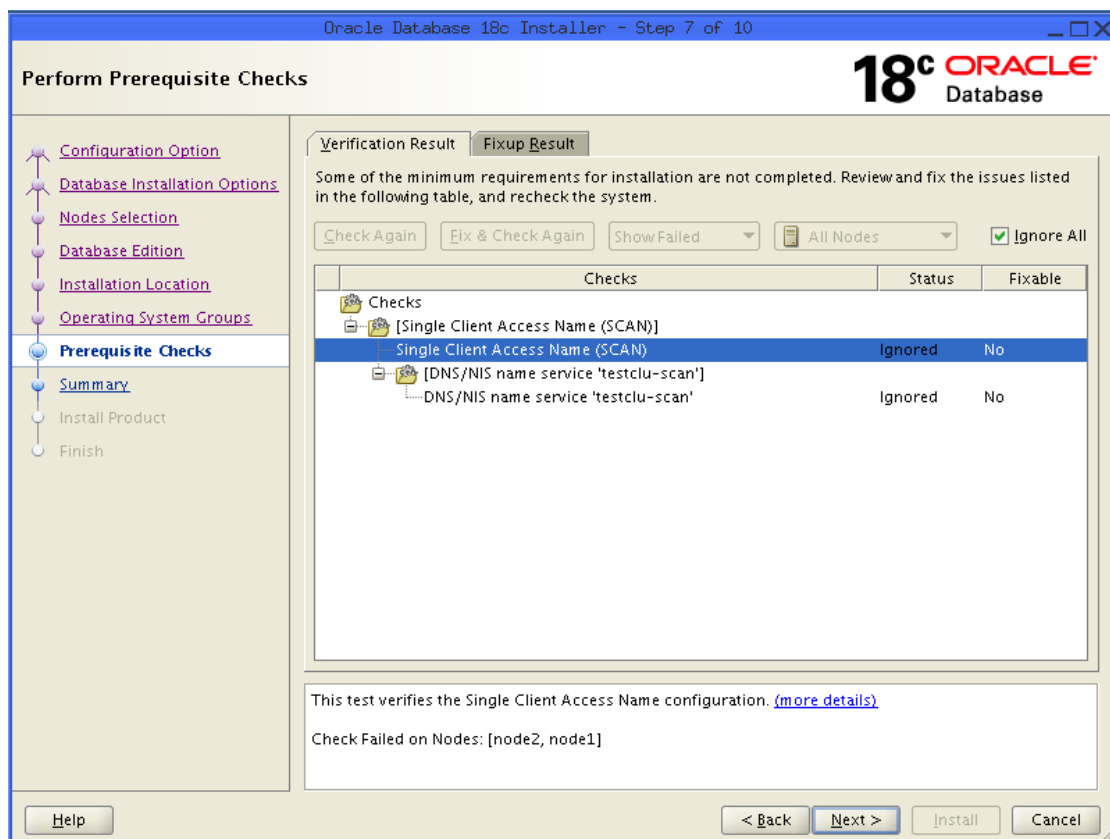 Oracle Database 18c Installer - Step 7 of 10
Perform Prerequisite Checks
18c ORACLE
Database
Configuration Option
Database Installation Options
Nodes Selection
Database Edition
Installation Location
Operating System Groups
Prerequisite Checks
Summary
Install Product
Finish
Verification Result Fixup Result
Some of the minimum requirements for installation are not completed. Review and fix the issues listed
in the following table, and recheck the system.
Check Again Fix & Check Again Show Failed All Nodes Ignore All
Checks Status Fixable
Checks
[Single Client Access Name (SCAN)]
Single Client Access Name (SCAN) Ignored No
[DNS/NIS name service 'testclu-scan']
DNS/NIS name service 'testclu-scan' Ignored No
This test verifies the Single Client Access Name configuration. (more details)
Check Failed on Nodes: [node2, node1]
Help < Back Next > Install Cancel